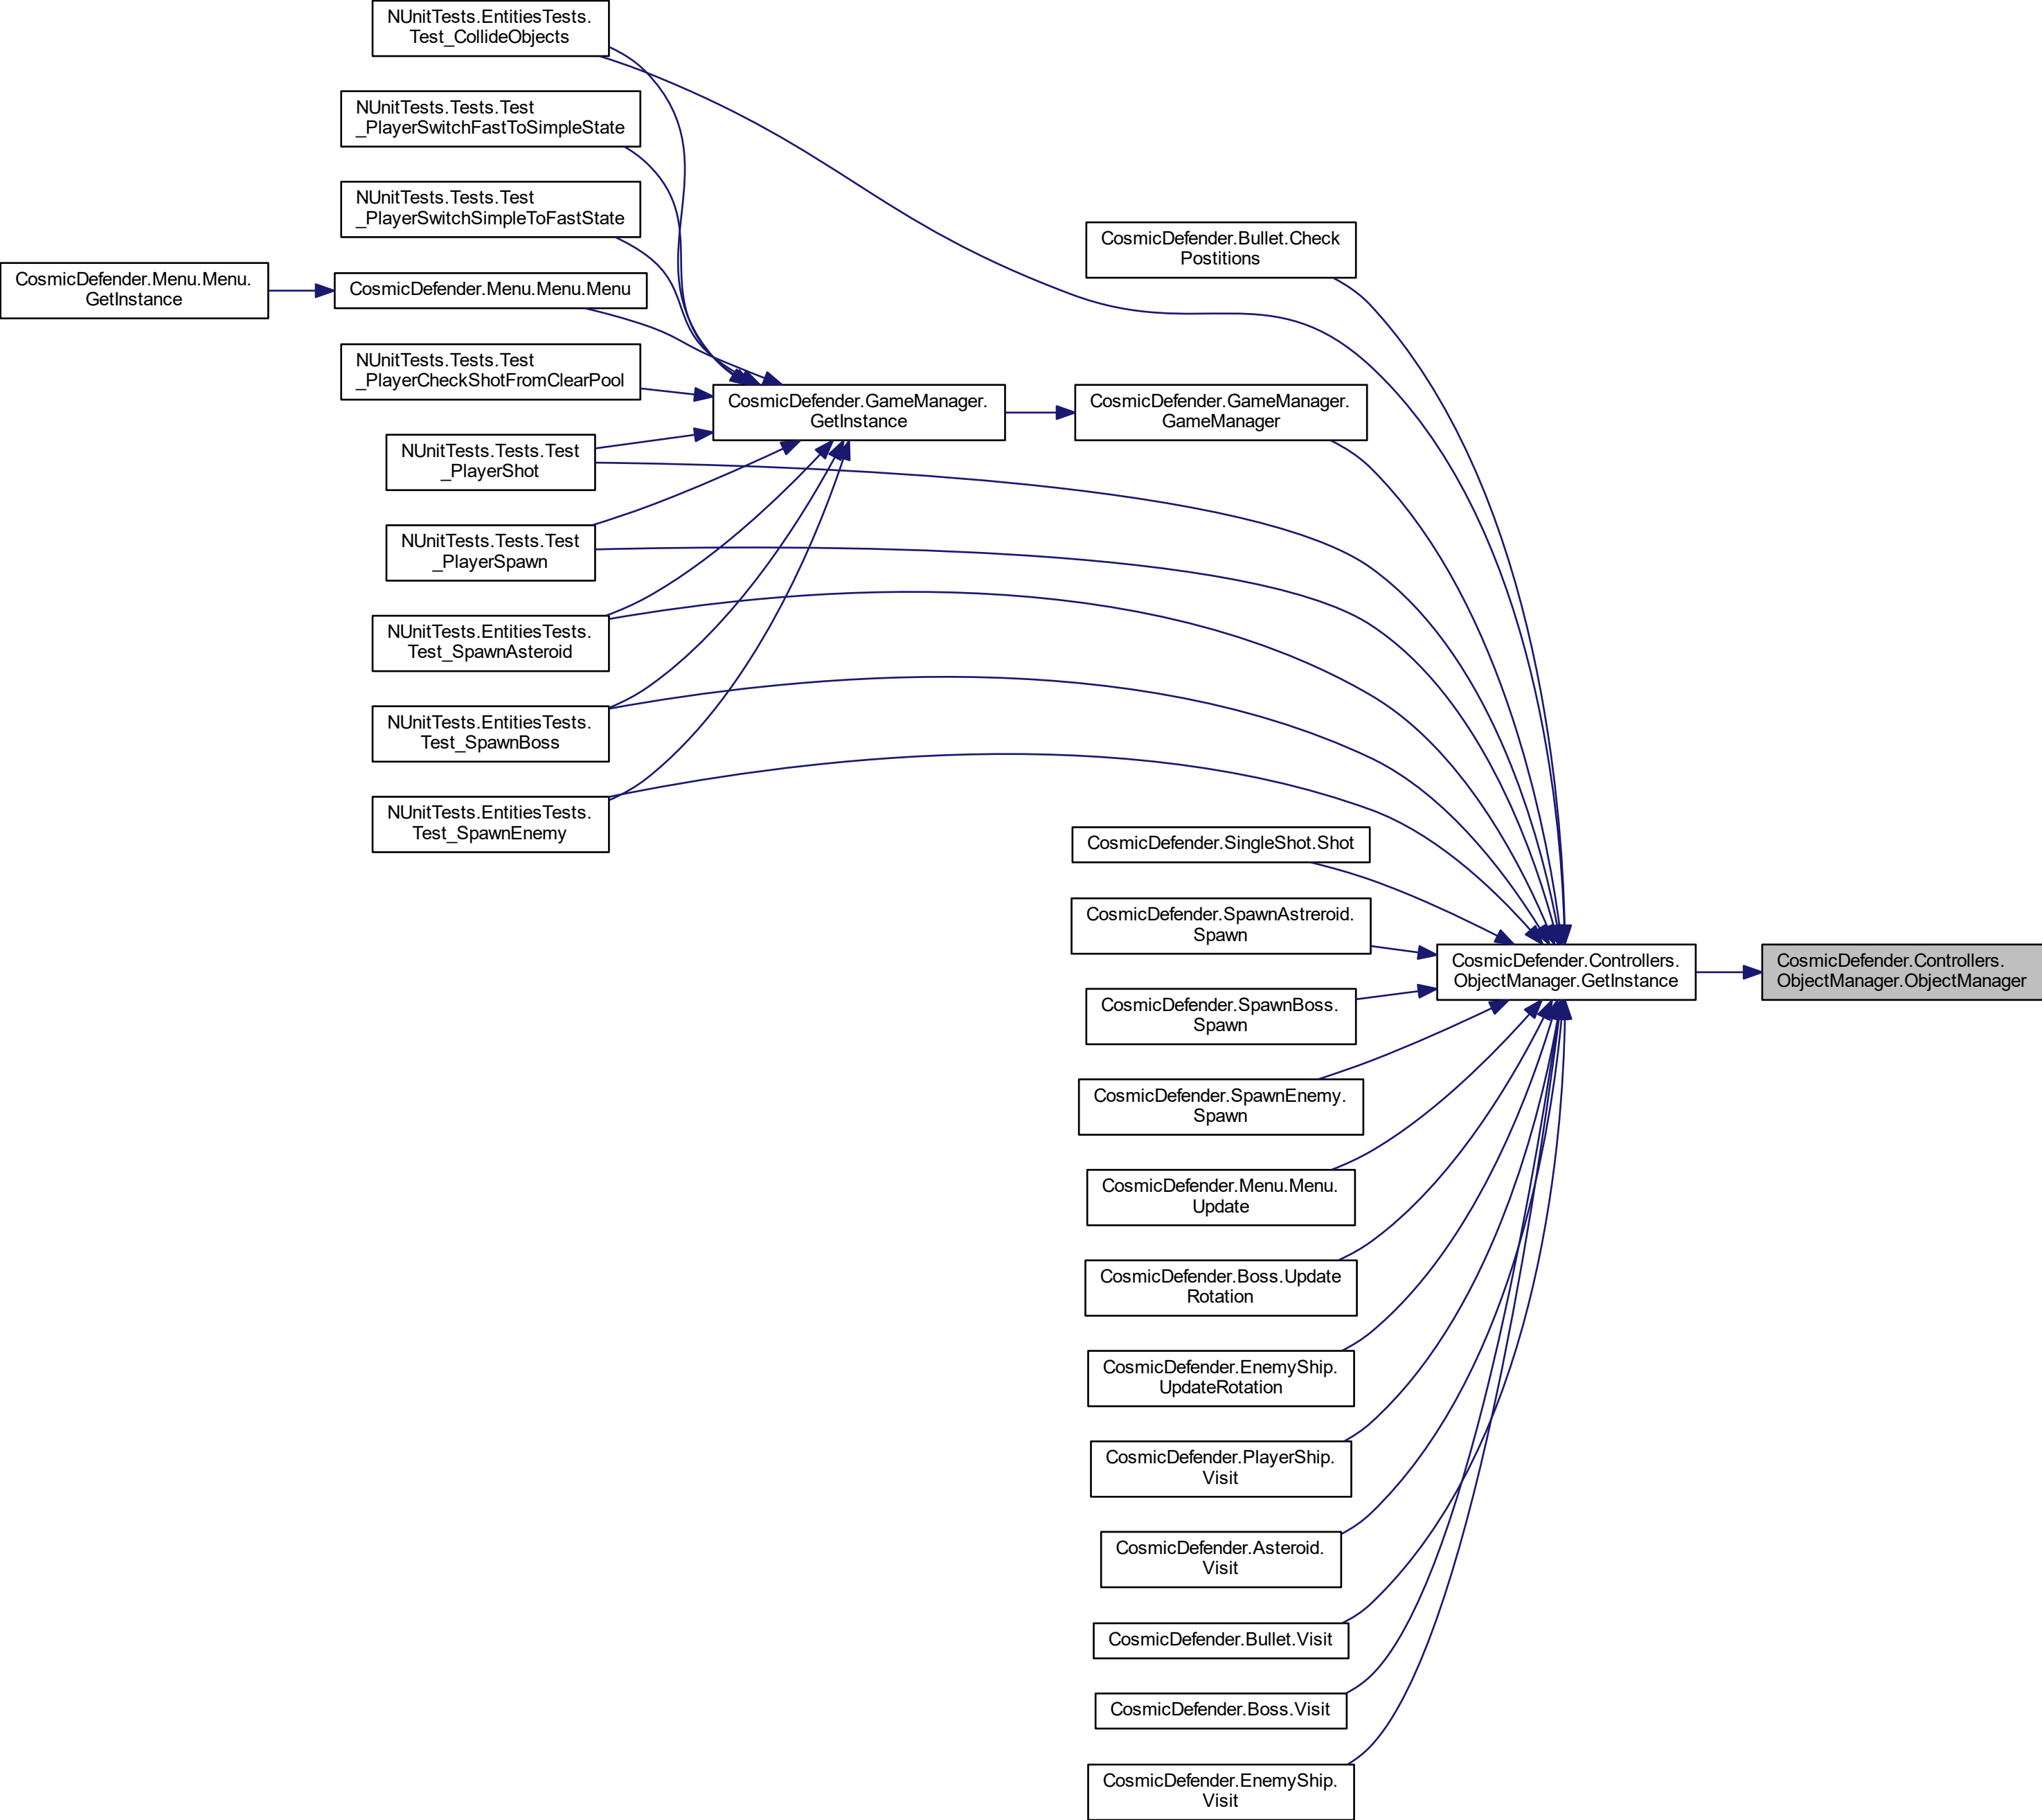 NUnitTests.EntitiesTests.
Test_CollideObjects
NUnitTests.Tests.Test
_PlayerSwitchFastToSimpleState
NUnitTests.Tests.Test
_PlayerSwitchSimpleToFastState
CosmicDefender.Menu.Menu.
GetInstance
CosmicDefender.Menu.Menu.Menu
NUnitTests.Tests.Test
_PlayerCheckShotFromClearPool
NUnitTests.Tests.Test
_PlayerShot
NUnitTests.Tests.Test
_PlayerSpawn
NUnitTests.EntitiesTests.
Test_SpawnAsteroid
NUnitTests.EntitiesTests.
Test_SpawnBoss
NUnitTests.EntitiesTests.
Test_SpawnEnemy
CosmicDefender.GameManager.
GetInstance
CosmicDefender.Bullet.Check
Postitions
CosmicDefender.GameManager.
GameManager
CosmicDefender.SingleShot.Shot
CosmicDefender.SpawnAstreroid.
Spawn
CosmicDefender.SpawnBoss.
Spawn
CosmicDefender.SpawnEnemy.
Spawn
CosmicDefender.Menu.Menu.
Update
CosmicDefender.Boss.Update
Rotation
CosmicDefender.EnemyShip.
UpdateRotation
CosmicDefender.PlayerShip.
Visit
CosmicDefender.Asteroid.
Visit
CosmicDefender.Bullet.Visit
CosmicDefender.Boss.Visit
CosmicDefender.EnemyShip.
Visit
CosmicDefender.Controllers.
ObjectManager.GetInstance
CosmicDefender.Controllers.
ObjectManager.ObjectManager